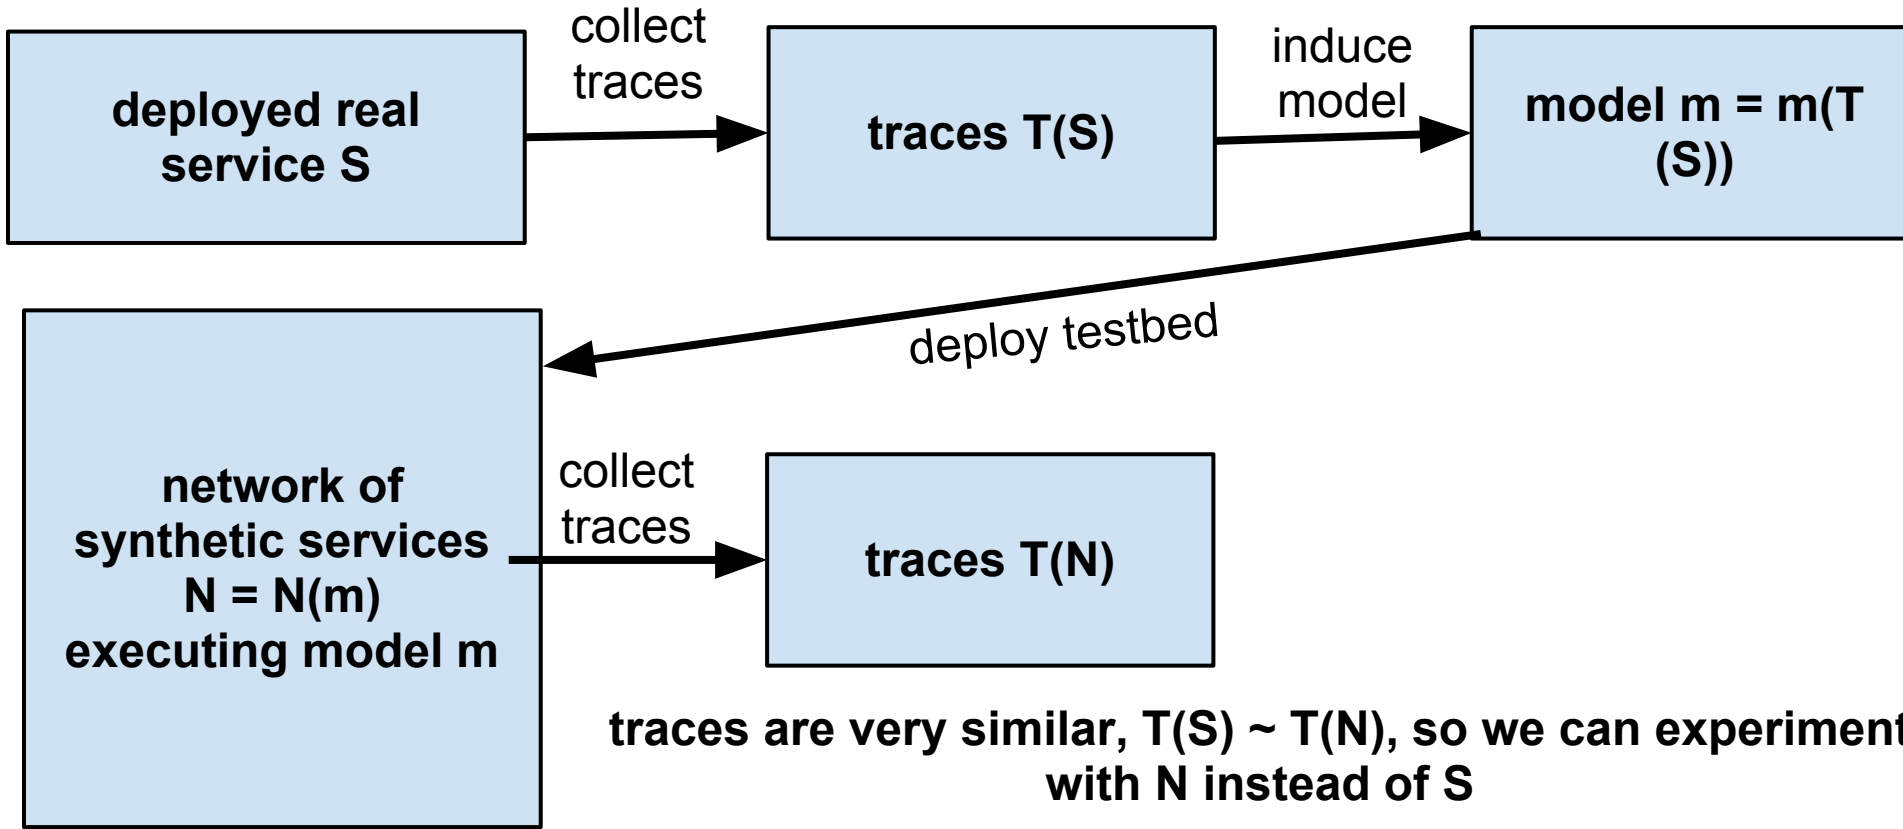 collect
traces
induce
model
deployed real
service S
traces T(S)
model m = m(T
(S))
deploy testbed
network of
synthetic services
N = N(m)
executing model m
collect
traces
traces T(N)
traces are very similar, T(S) ~ T(N), so we can experiment
with N instead of S